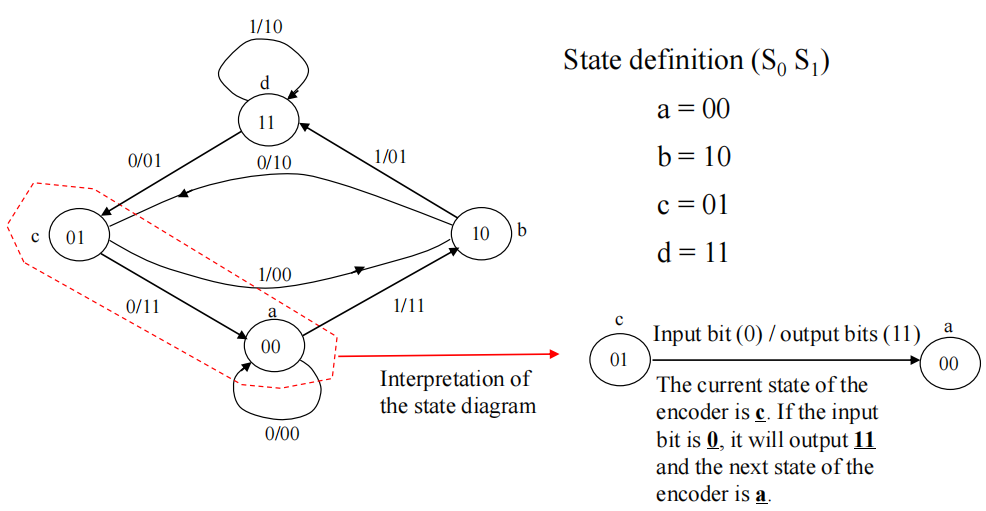 1/10
d
11
0/01
0/10
1/01
c
01
10
b
1/00
0/11
a
1/11
00
0/00
Interpretation of
the state diagram
State definition (S₀ S₁)
a = 00
b = 10
c = 01
d = 11
c
Input bit (0) / output bits (11)
a
01
00
The current state of the
encoder is c. If the input
bit is 0, it will output 11
and the next state of the
encoder is a.